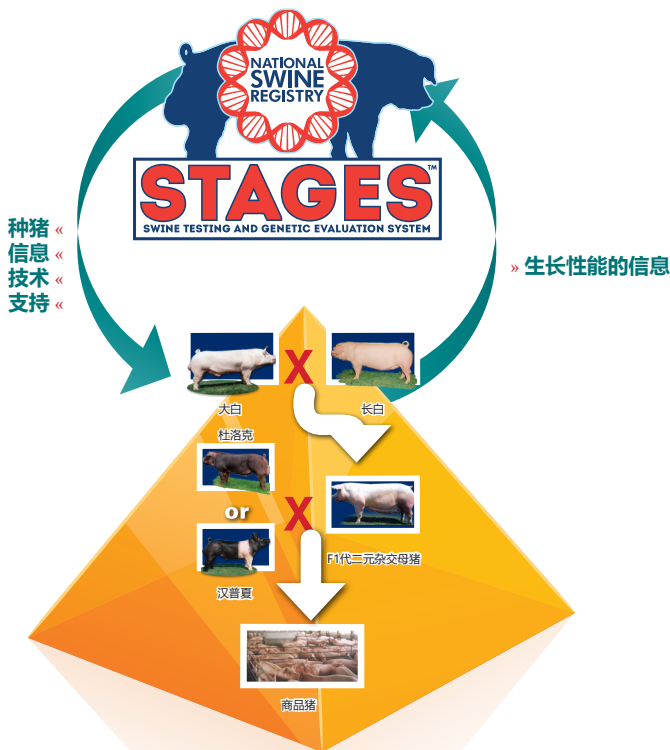 NATIONAL
SWINE
REGISTRY
STAGES™
SWINE TESTING AND GENETIC EVALUATION SYSTEM
种猪 «
信息 «
技术 «
支持 «
» 生长性能的信息
X
大白
长白
杜洛克
or
X
F1代二元杂交母猪
汉普夏
商品猪